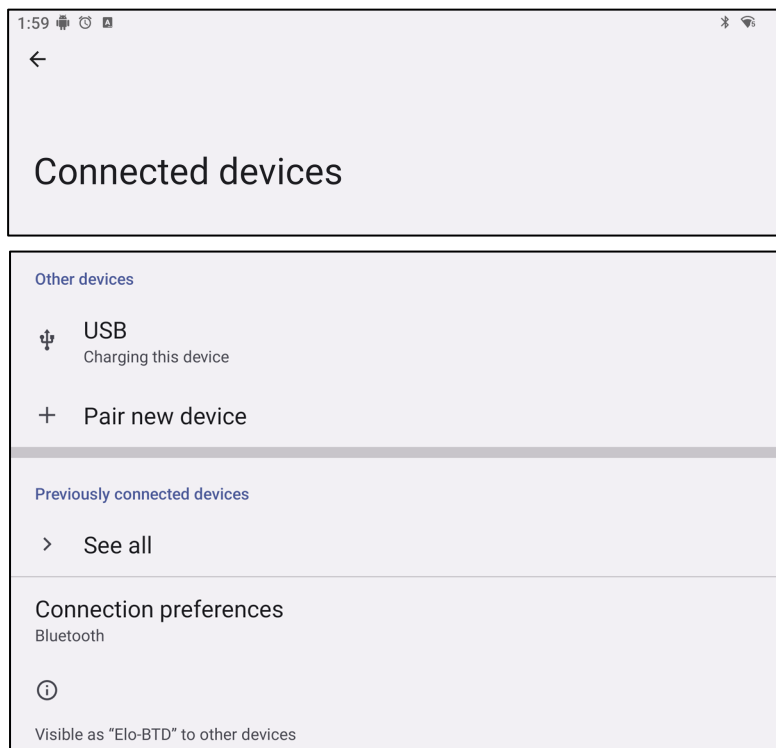 1:59
Connected devices
Other devices
USB
Charging this device
Pair new device
Previously connected devices
See all
Connection preferences
Bluetooth
Visible as “Elo-BTD” to other devices